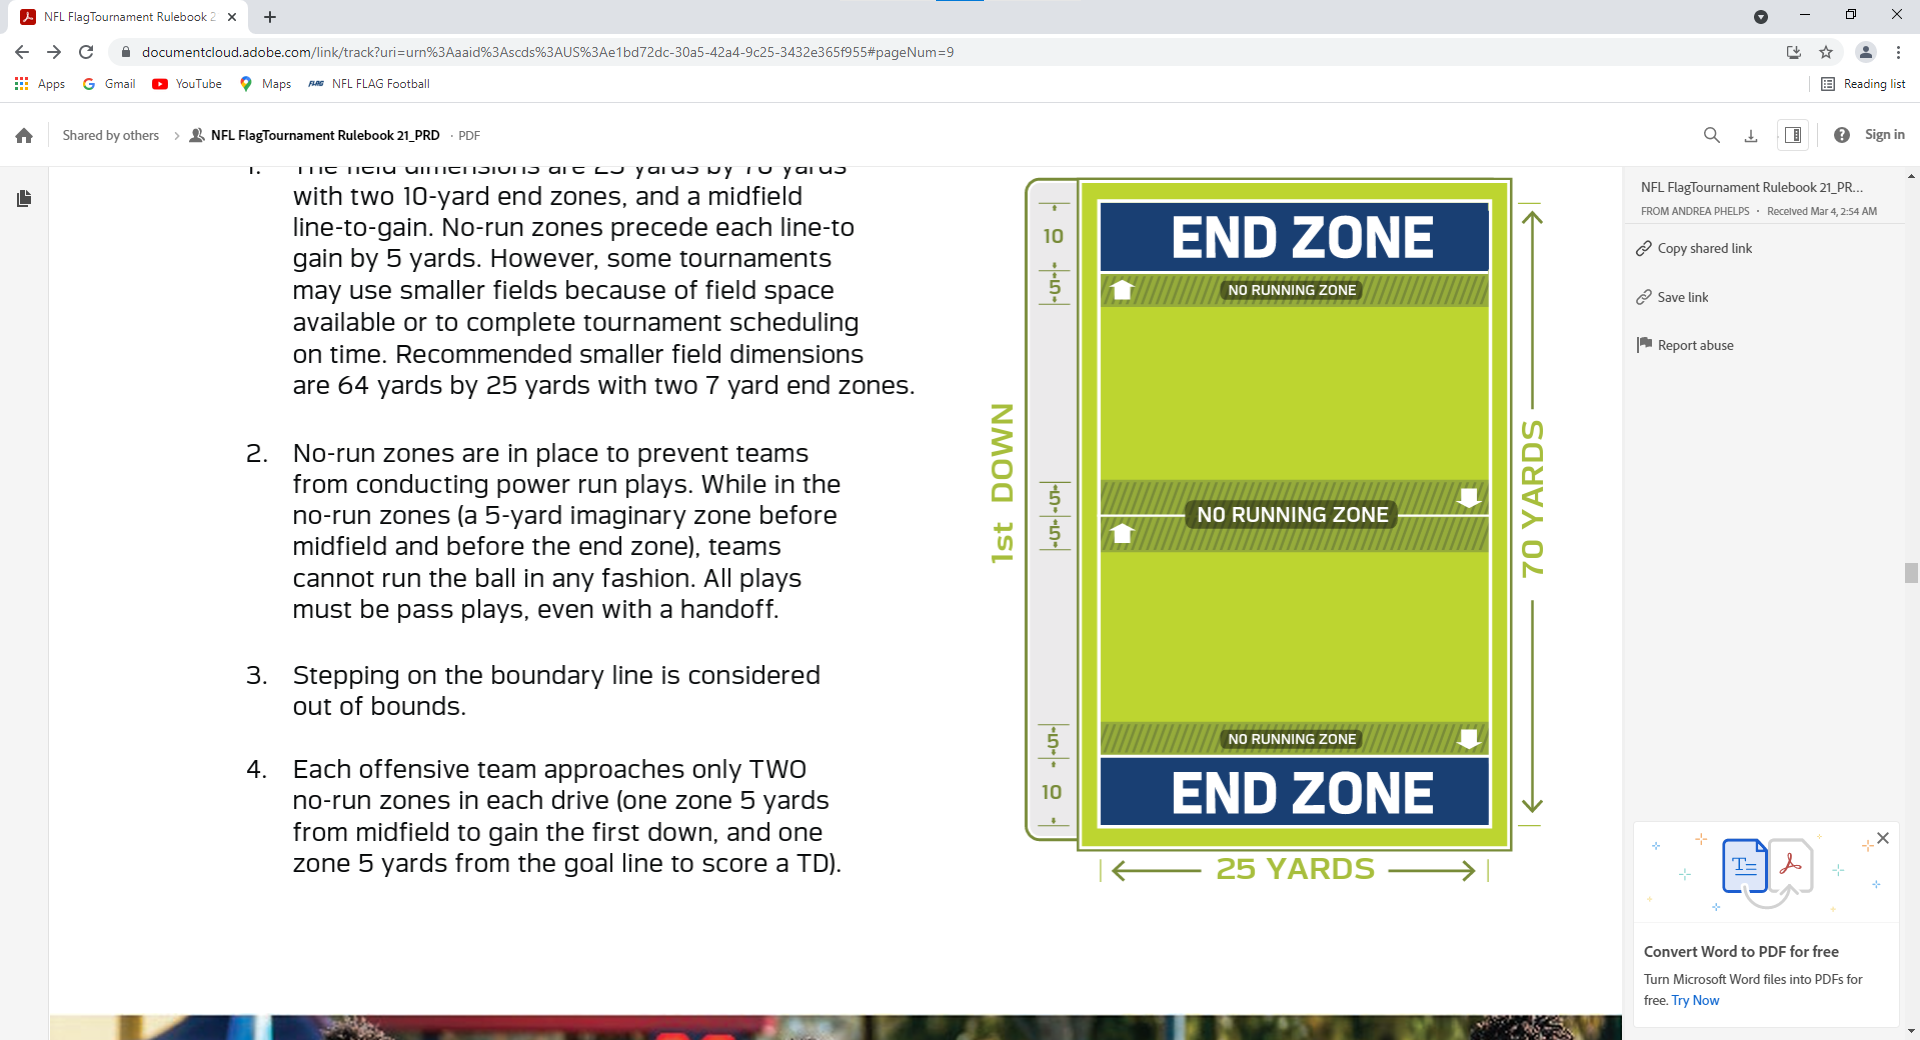 NFL FlagTournament Rulebook 2
documentcloud.adobe.com/link/track?uri=urn%3Aaaid%3Ascds%3AUS%3Ae1bd72dc-30a5-42a4-9c25-3432e365f955#pageNum=9
Apps
Gmail
YouTube
Maps
FLAG NFL FLAG Football
Reading list
Shared by others > NFL FlagTournament Rulebook 21_PRD · PDF
Sign in
1. The field dimensions are 25 yards by 70 yards
with two 10-yard end zones, and a midfield
line-to-gain. No-run zones precede each line-to
gain by 5 yards. However, some tournaments
may use smaller fields because of field space
available or to complete tournament scheduling
on time. Recommended smaller field dimensions
are 64 yards by 25 yards with two 7 yard end zones.
2. No-run zones are in place to prevent teams
from conducting power run plays. While in the
no-run zones (a 5-yard imaginary zone before
midfield and before the end zone), teams
cannot run the ball in any fashion. All plays
must be pass plays, even with a handoff.
3. Stepping on the boundary line is considered
out of bounds.
4. Each offensive team approaches only TWO
no-run zones in each drive (one zone 5 yards
from midfield to gain the first down, and one
zone 5 yards from the goal line to score a TD).
10
END ZONE
5
NO RUNNING ZONE
1st DOWN
5
NO RUNNING ZONE
5
70 YARDS
5
NO RUNNING ZONE
10
END ZONE
25 YARDS
NFL FlagTournament Rulebook 21_PR...
FROM ANDREA PHELPS · Received Mar 4, 2:54 AM
Copy shared link
Save link
Report abuse
T
Convert Word to PDF for free
Turn Microsoft Word files into PDFs for
free. Try Now